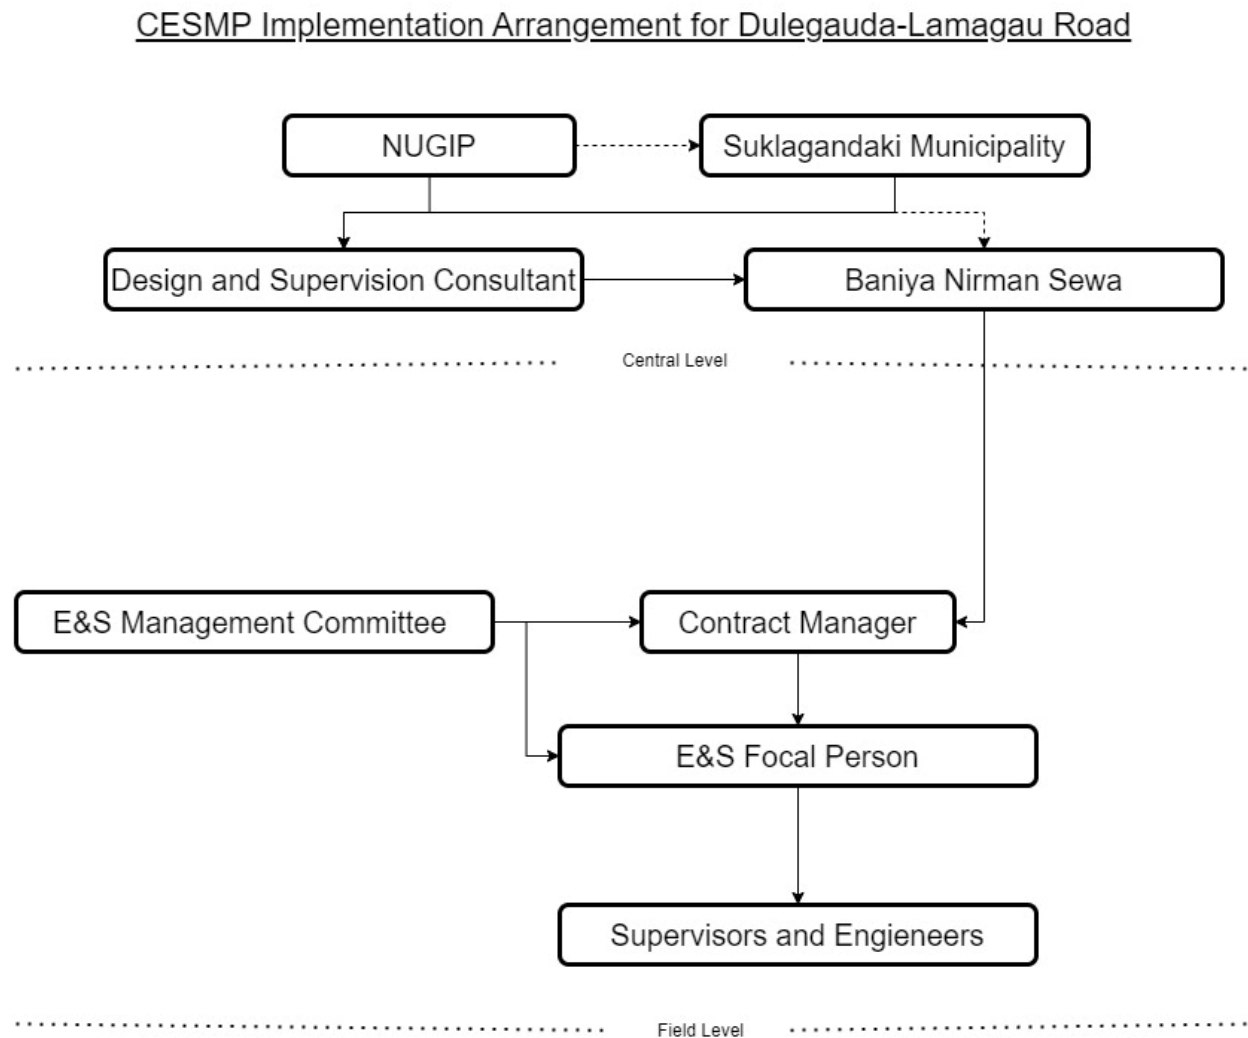 CESMP Implementation Arrangement for Dulegauda-Lamagau Road
NUGIP
Suklagandaki Municipality
Design and Supervision Consultant
Baniya Nirman Sewa
Central Level
E&S Management Committee
Contract Manager
E&S Focal Person
Supervisors and Engieneers
Field Level